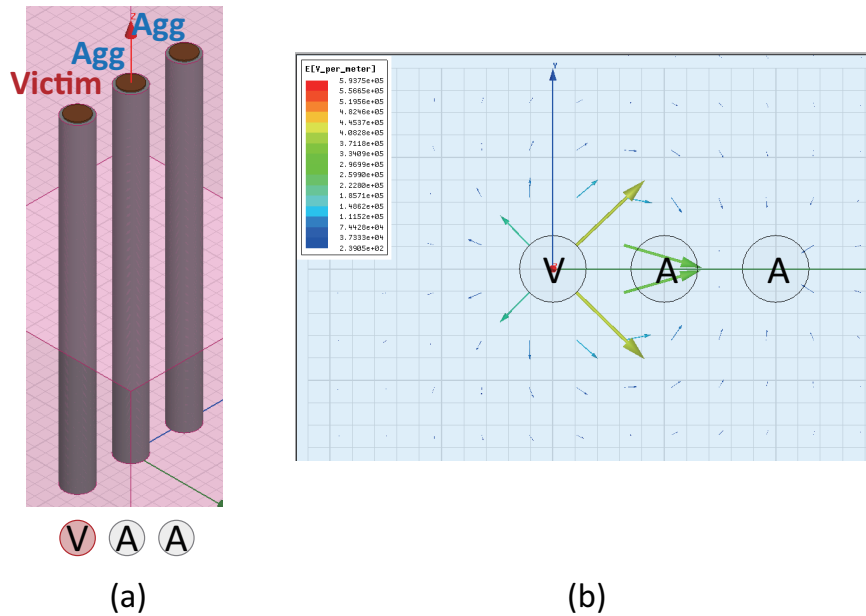 Agg
Agg
Victim
Z
V A A
(a)
E[V_per_meter]
5.9375e+05
5.5665e+05
5.1956e+05
4.8246e+05
4.4537e+05
4.0828e+05
3.7118e+05
3.3409e+05
2.9699e+05
2.5990e+05
2.2280e+05
1.8571e+05
1.4862e+05
1.1152e+05
7.4428e+04
3.7333e+04
2.3905e+02
Y
V A A
(b)